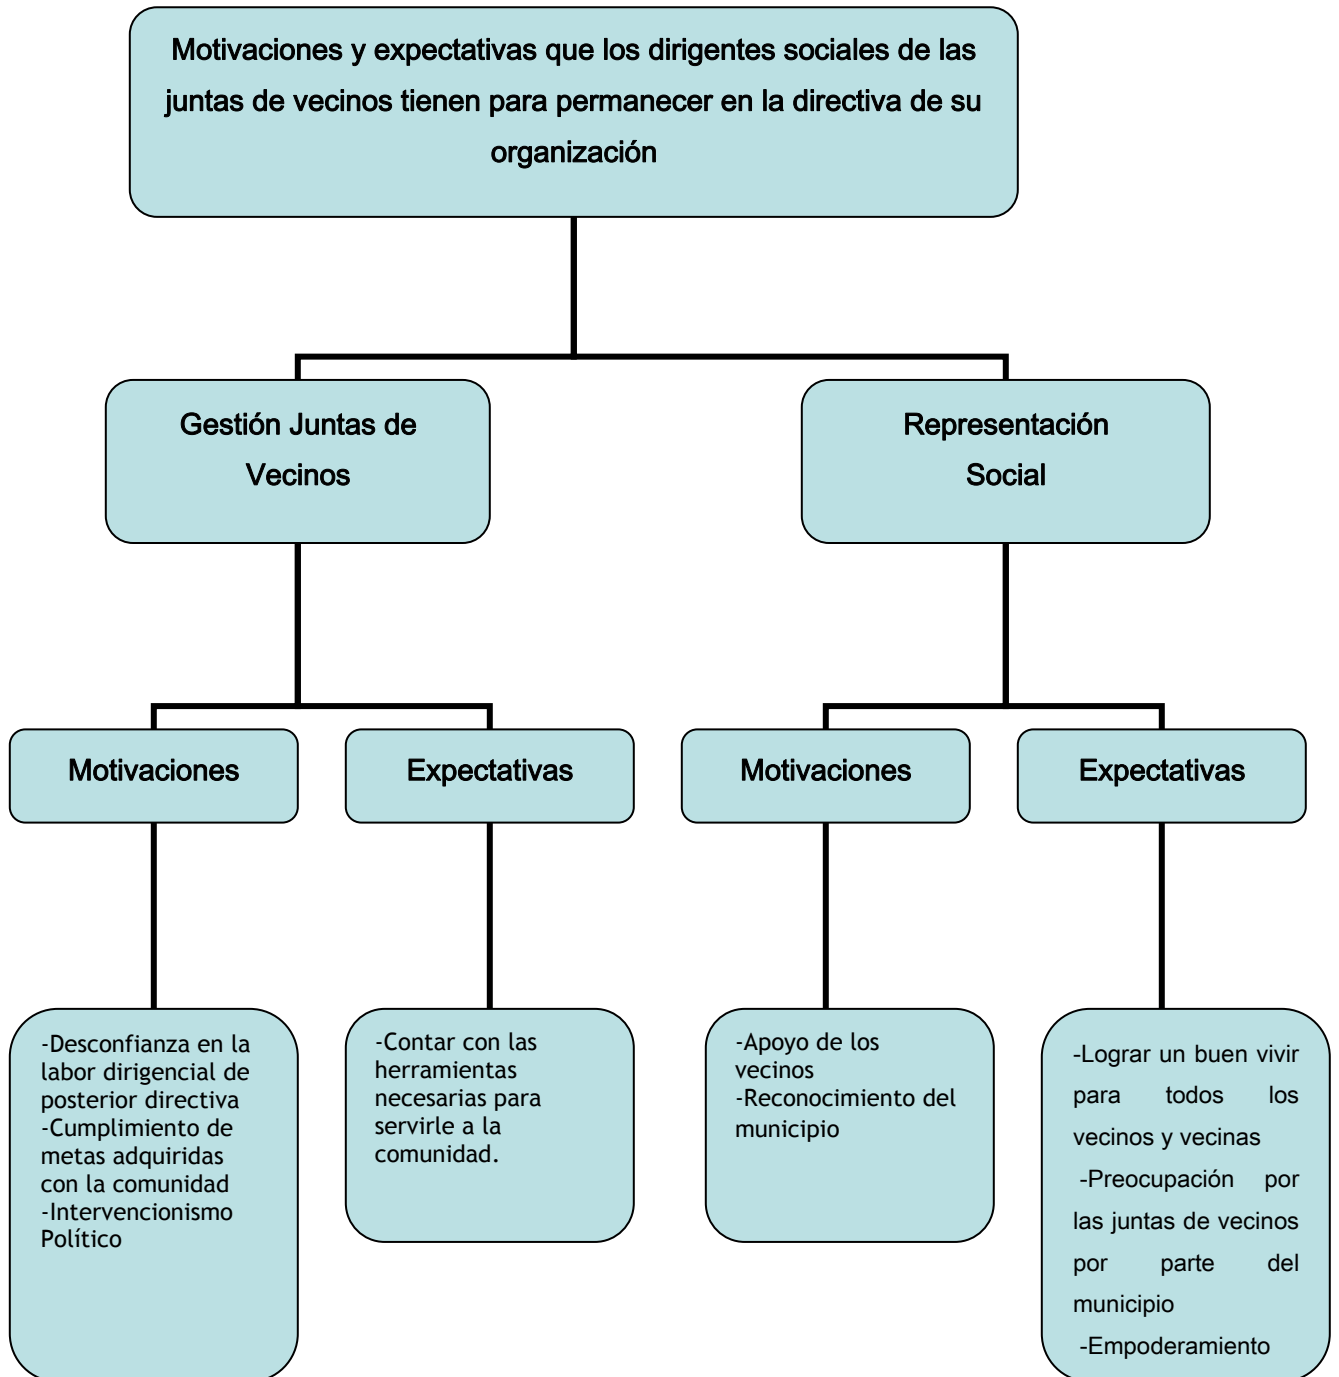 Motivaciones y expectativas que los dirigentes sociales de las
juntas de vecinos tienen para permanecer en la directiva de su
organización
Gestión Juntas de
Vecinos
Representación
Social
Motivaciones
Expectativas
Motivaciones
Expectativas
-Desconfianza en la
labor dirigencial de
posterior directiva
-Cumplimiento de
metas adquiridas
con la comunidad
-Intervencionismo
Político
-Contar con las
herramientas
necesarias para
servirle a la
comunidad.
-Apoyo de los
vecinos
-Reconocimiento del
municipio
-Lograr un buen vivir
para todos los
vecinos y vecinas
-Preocupación por
las juntas de vecinos
por parte del
municipio
-Empoderamiento